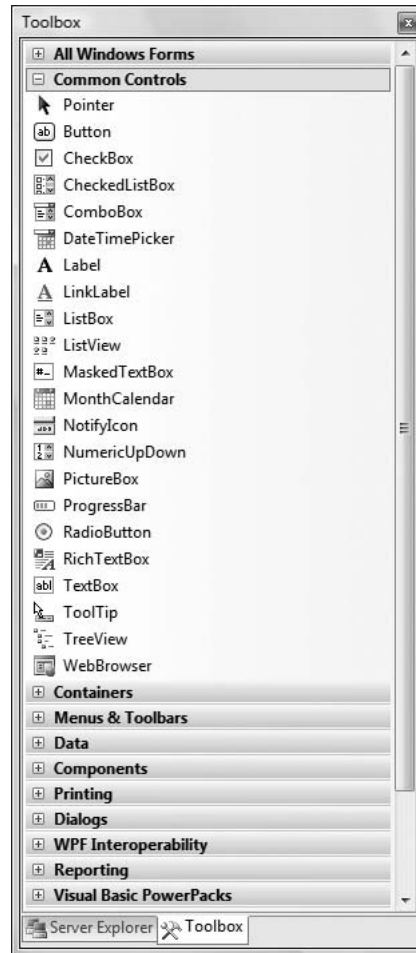 Toolbox
All Windows Forms
Common Controls
Pointer
Button
CheckBox
CheckedListBox
ComboBox
DateTimePicker
Label
LinkLabel
ListBox
ListView
MaskedTextBox
MonthCalendar
NotifyIcon
NumericUpDown
PictureBox
ProgressBar
RadioButton
RichTextBox
TextBox
ToolTip
TreeView
WebBrowser
Containers
Menus & Toolbars
Data
Components
Printing
Dialogs
WPF Interoperability
Reporting
Visual Basic PowerPacks
Server Explorer Toolbox